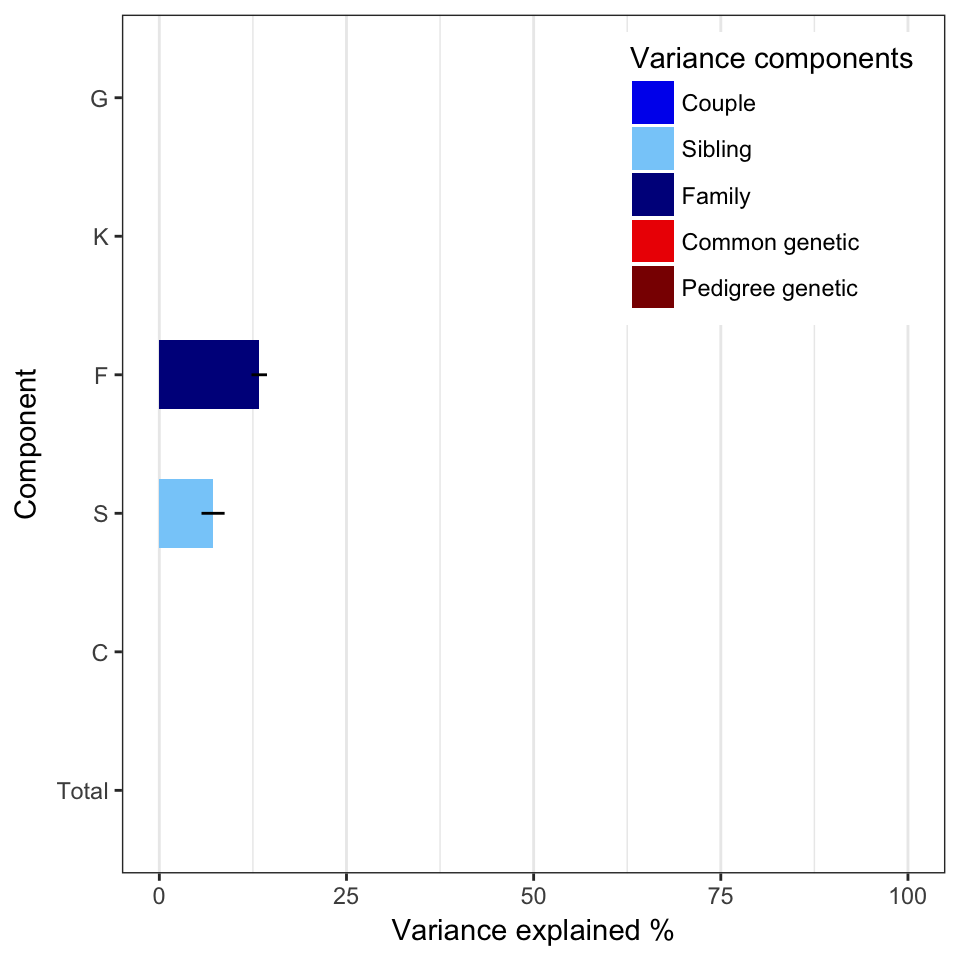 Variance components
Couple
Sibling
Family
Common genetic
Pedigree genetic
G
K
F
S
C
Total
Component
0 25 50 75 100
Variance explained %